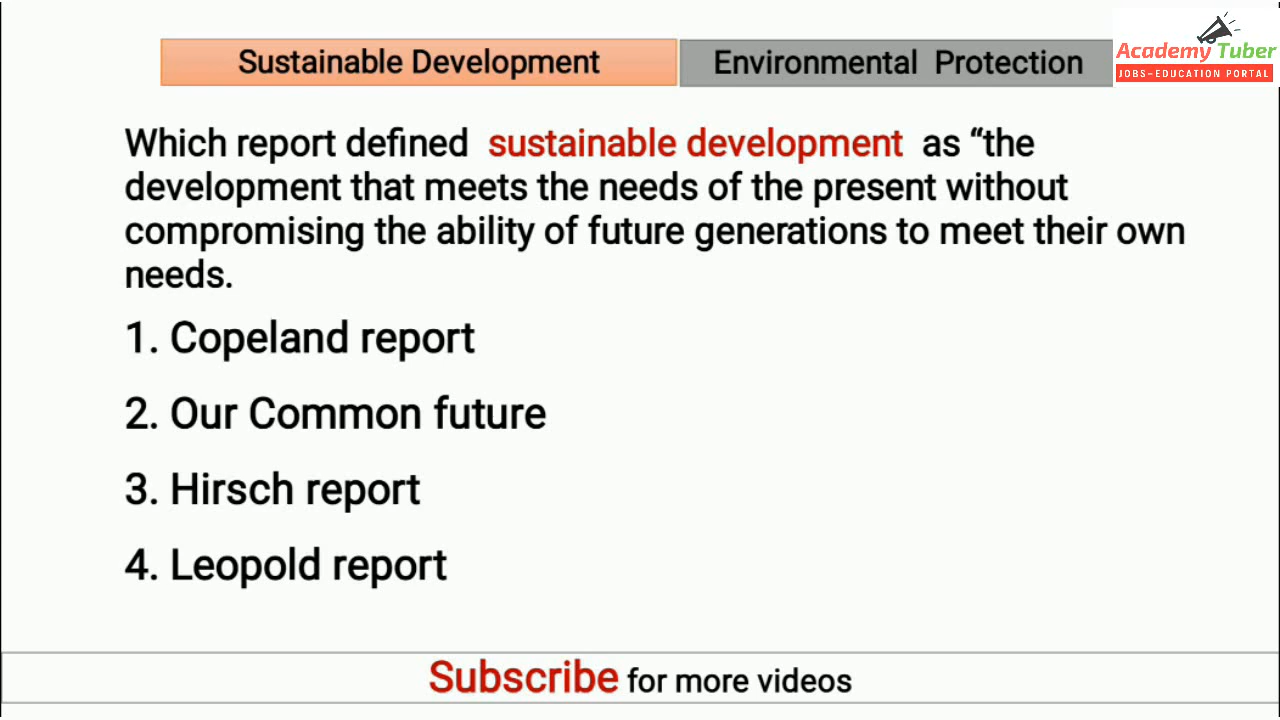 Sustainable Development
Environmental Protection
Academy Tuber
JOBS-EDUCATION PORTAL
Which report defined sustainable development as “the
development that meets the needs of the present without
compromising the ability of future generations to meet their own
needs.
1. Copeland report
2. Our Common future
3. Hirsch report
4. Leopold report
Subscribe for more videos